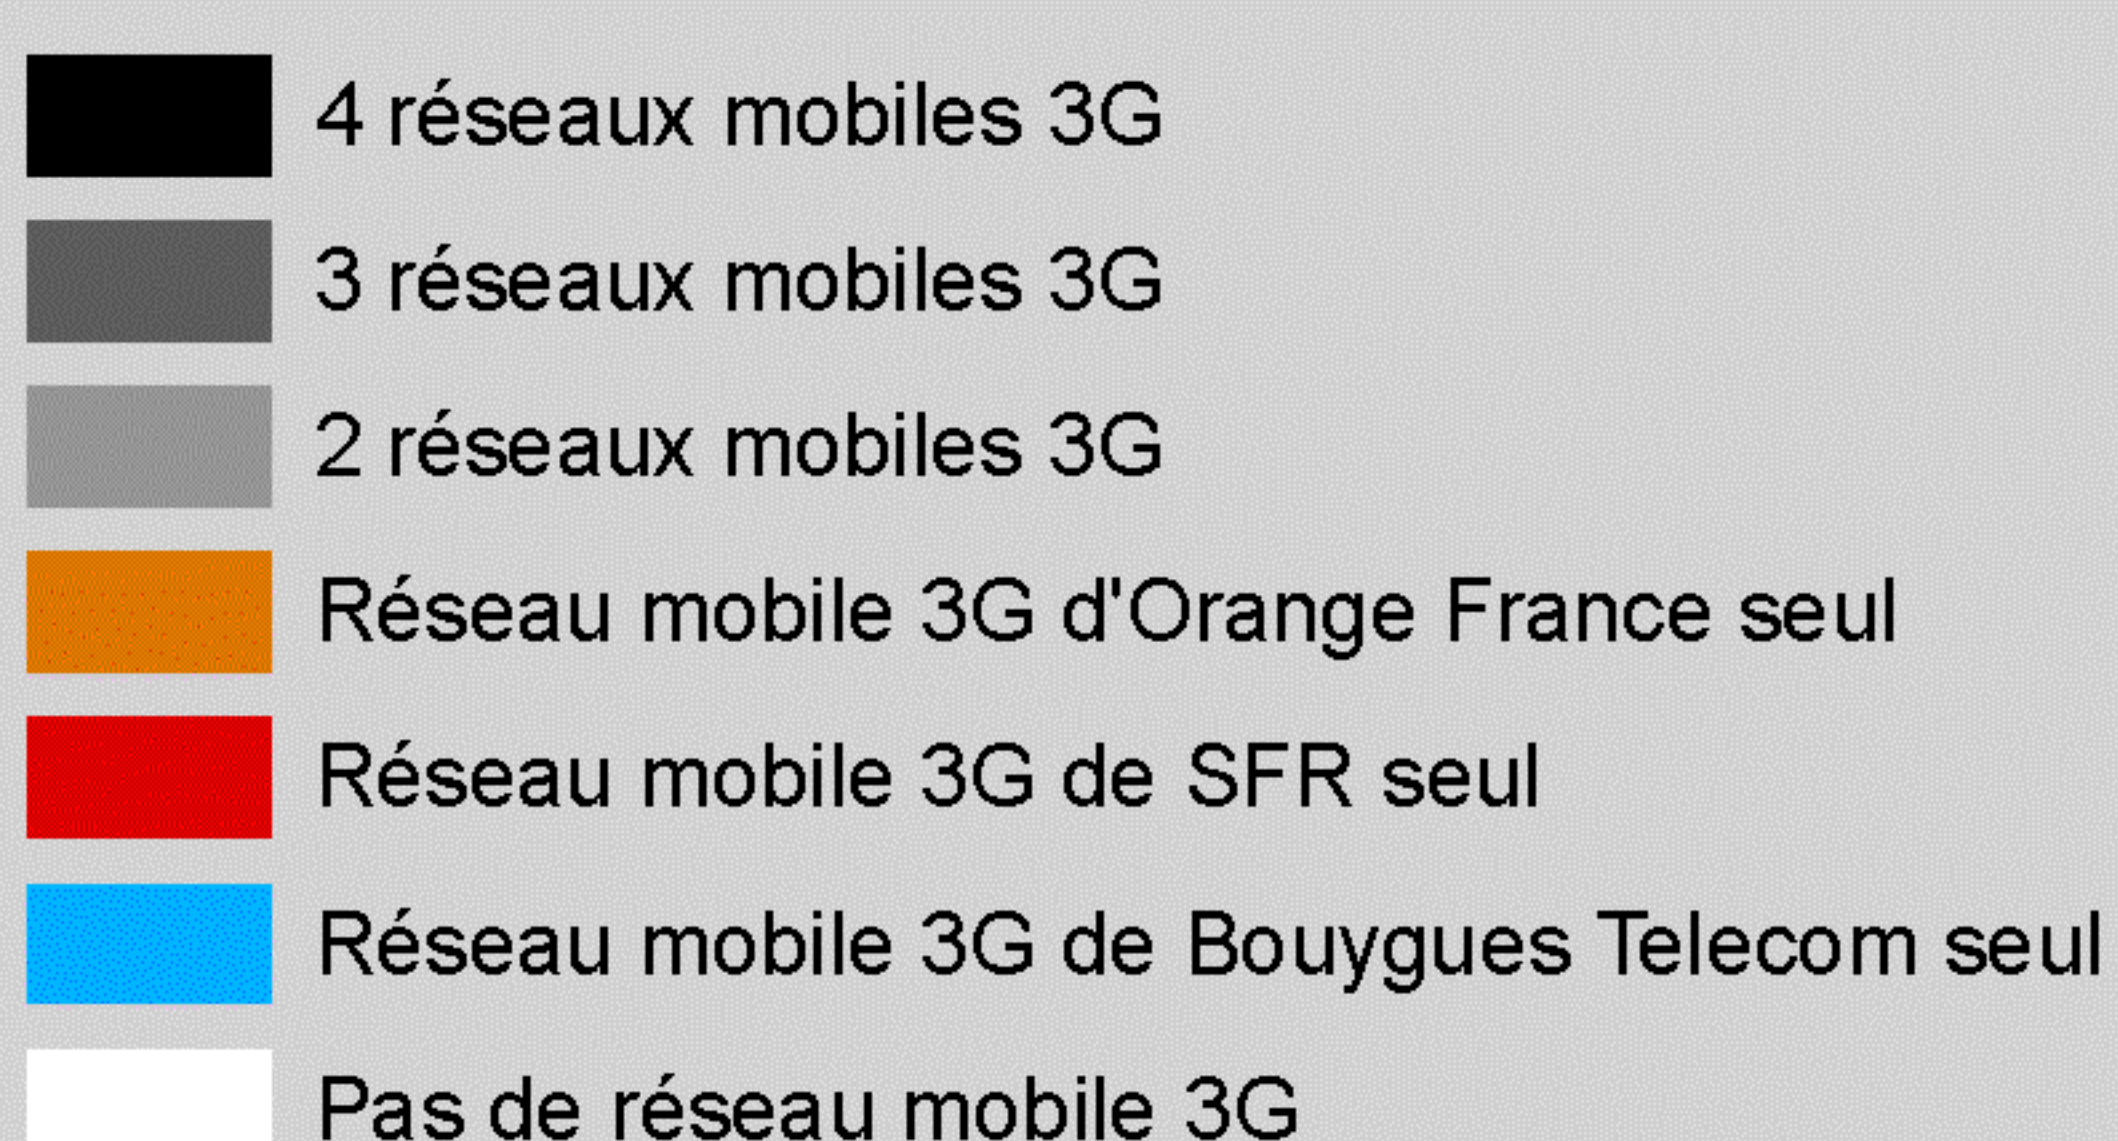 4 réseaux mobiles 3G
3 réseaux mobiles 3G
2 réseaux mobiles 3G
Réseau mobile 3G d'Orange France seul
Réseau mobile 3G de SFR seul
Réseau mobile 3G de Bouygues Telecom seul
Pas de réseau mobile 3G